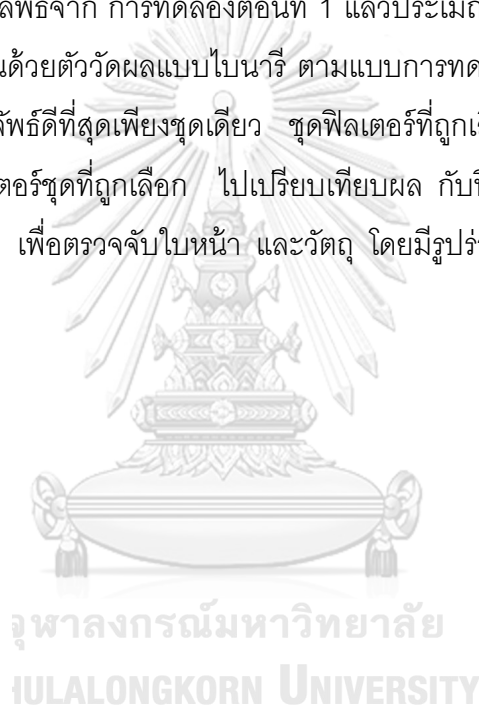 ลัพธ์จาก การทดลองตอนที่ 1 แล้วประเมิ
นด้วยตัววัดผลแบบไบนารี ตามแบบการทด
ลัพธ์ดีที่สุดเพียงชุดเดียว ชุดฟิลเตอร์ที่ถูกเ
ตอร์ชุดที่ถูกเลือก ไปเปรียบเทียบผล กับ
เพื่อตรวจจับใบหน้า และวัตถุ โดยมีรูปร่
จุฬาลงกรณ์มหาวิทยาลัย
HULALONGKORN UNIVERSITY